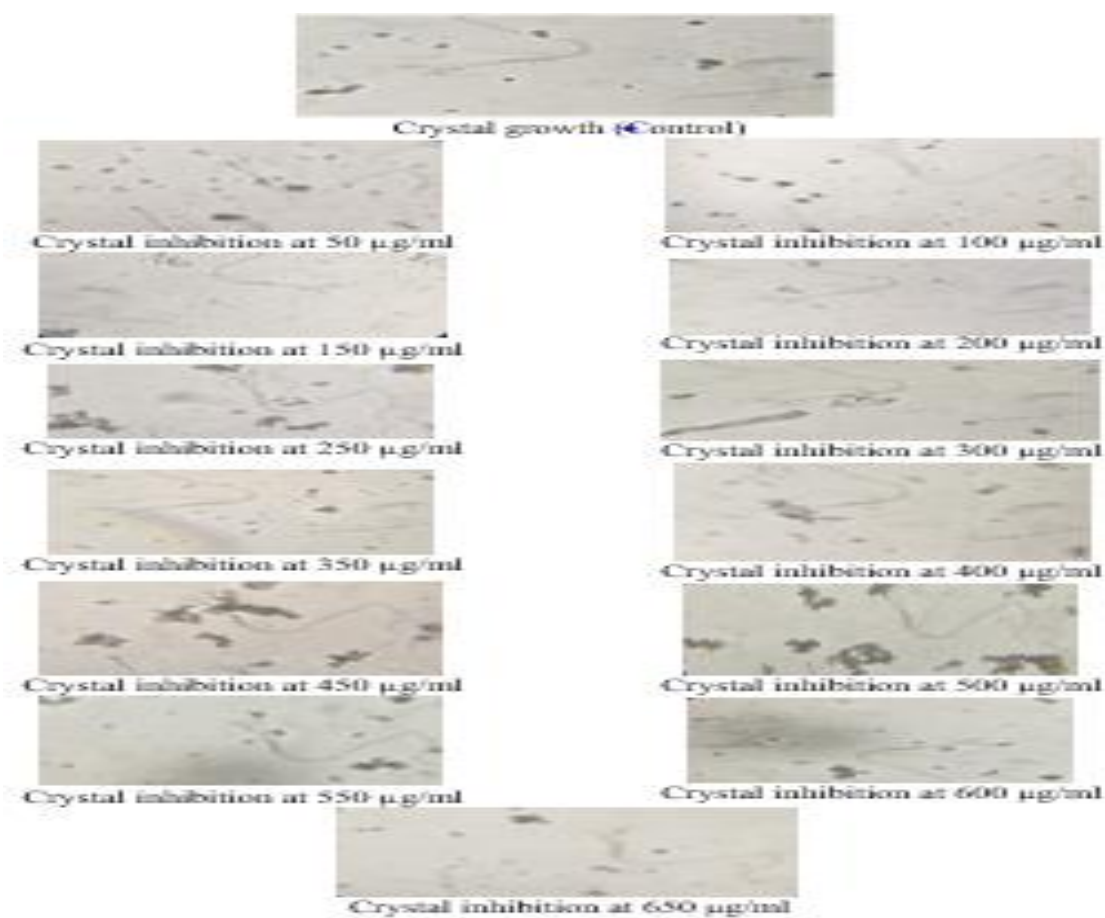 Crystal growth (Control)
Crystal inhibition at 50 µg/ml
Crystal inhibition at 100 µg/ml
Crystal inhibition at 150 µg/ml
Crystal inhibition at 200 µg/ml
Crystal inhibition at 250 µg/ml
Crystal inhibition at 300 µg/ml
Crystal inhibition at 350 µg/ml
Crystal inhibition at 400 µg/ml
Crystal inhibition at 450 µg/ml
Crystal inhibition at 500 µg/ml
Crystal inhibition at 550 µg/ml
Crystal inhibition at 600 µg/ml
Crystal inhibition at 650 µg/ml